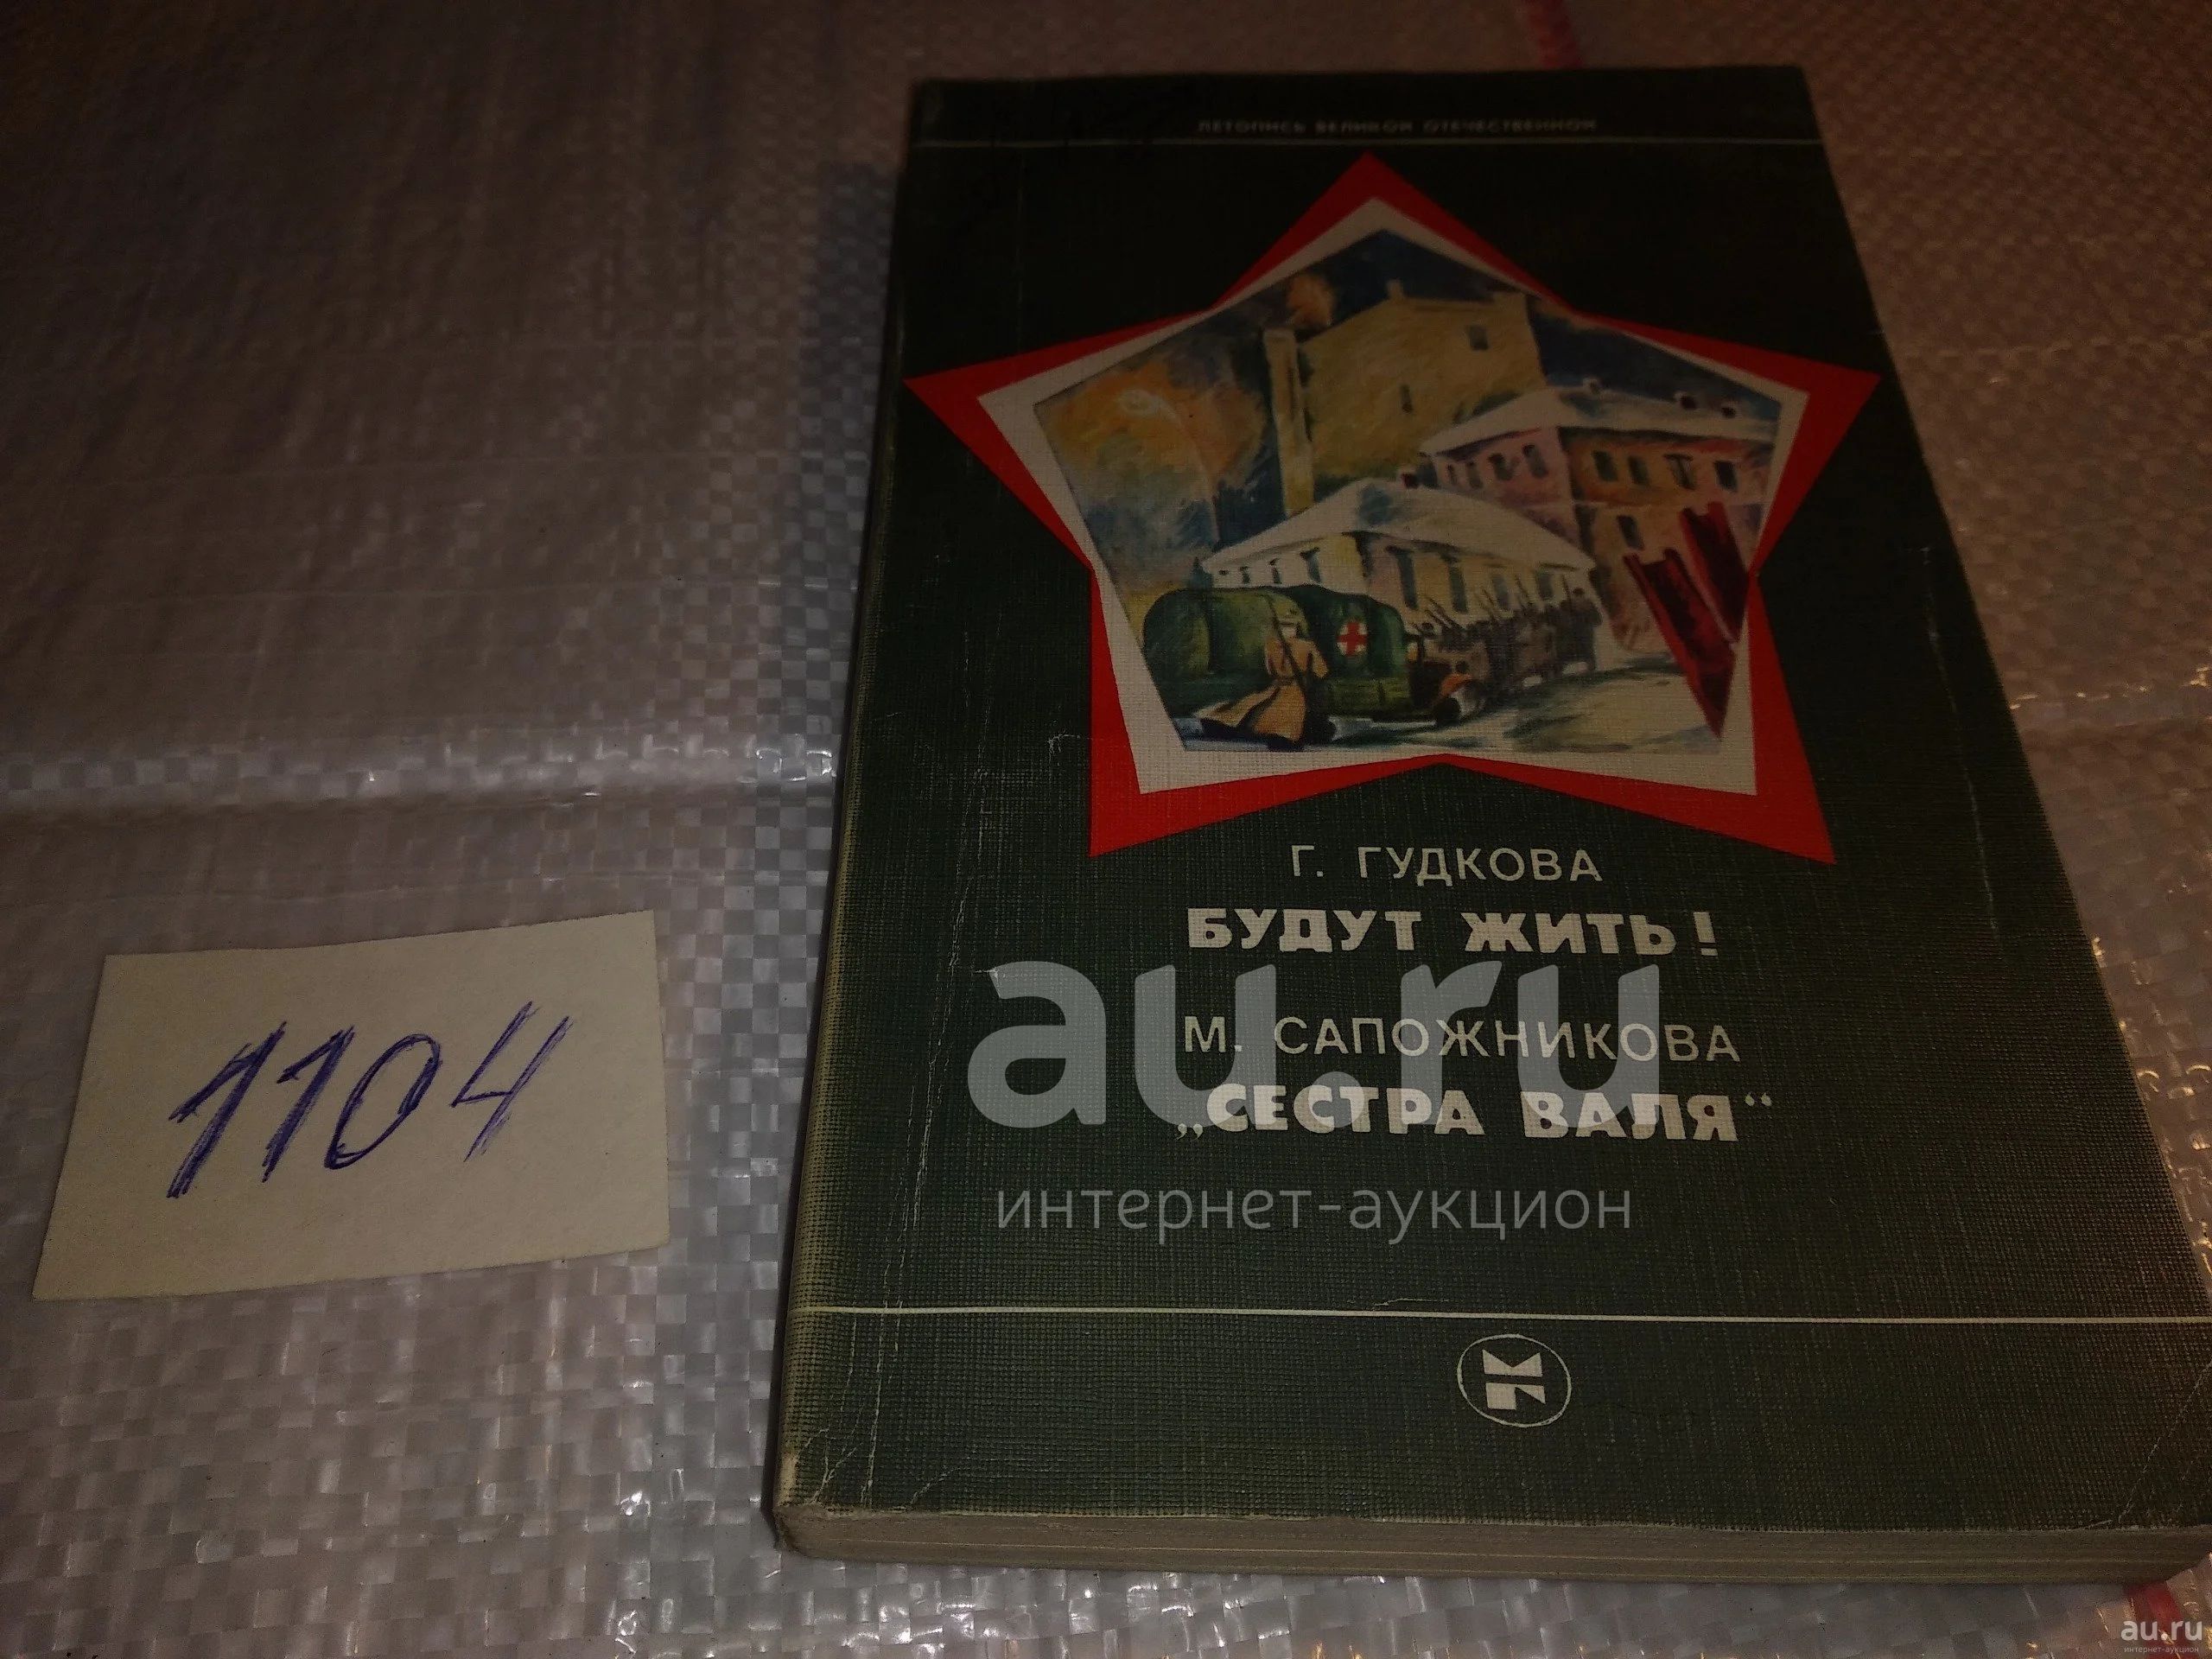 ЛЕТОПИСЬ ВЕЛИКОЙ ОТЕЧЕСТВЕННОЙ
Г. ГУДКОВА
БУДУТ ЖИТЬ!
М. САПОЖНИКОВА
„СЕСТРА ВАЛЯ“
au.ru
интернет-аукцион
1104
au.ru
интернет-аукцион